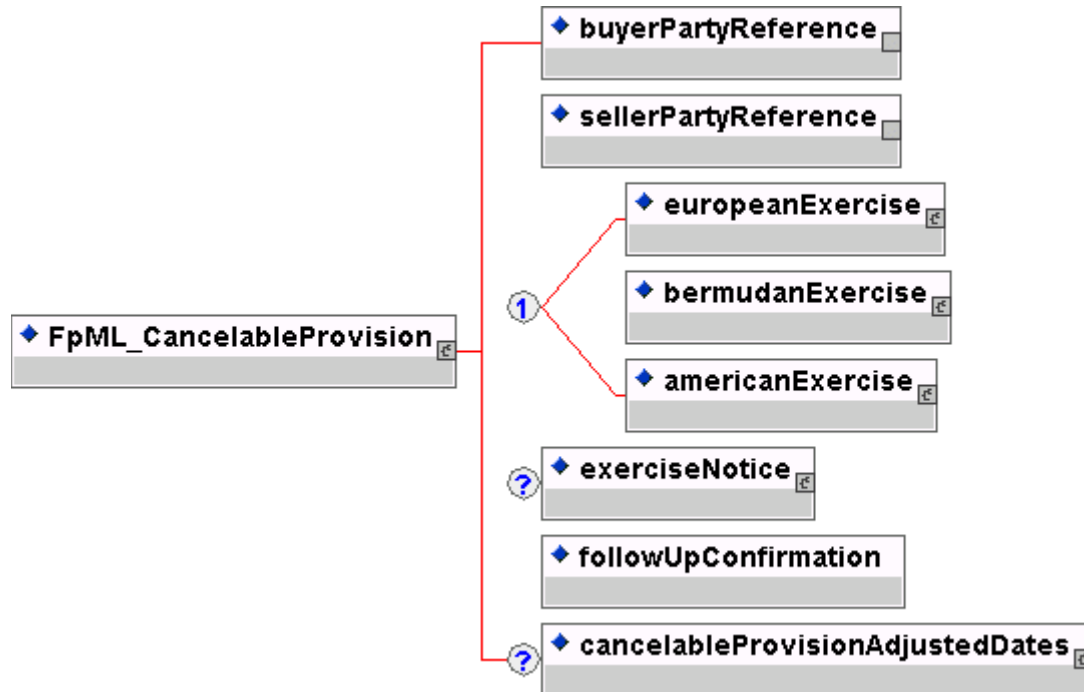 buyerPartyReference
sellerPartyReference
europeanExercise
1
bermudanExercise
FpML_CancelableProvision
americanExercise
?
exerciseNotice
followUpConfirmation
?
cancelableProvisionAdjustedDates